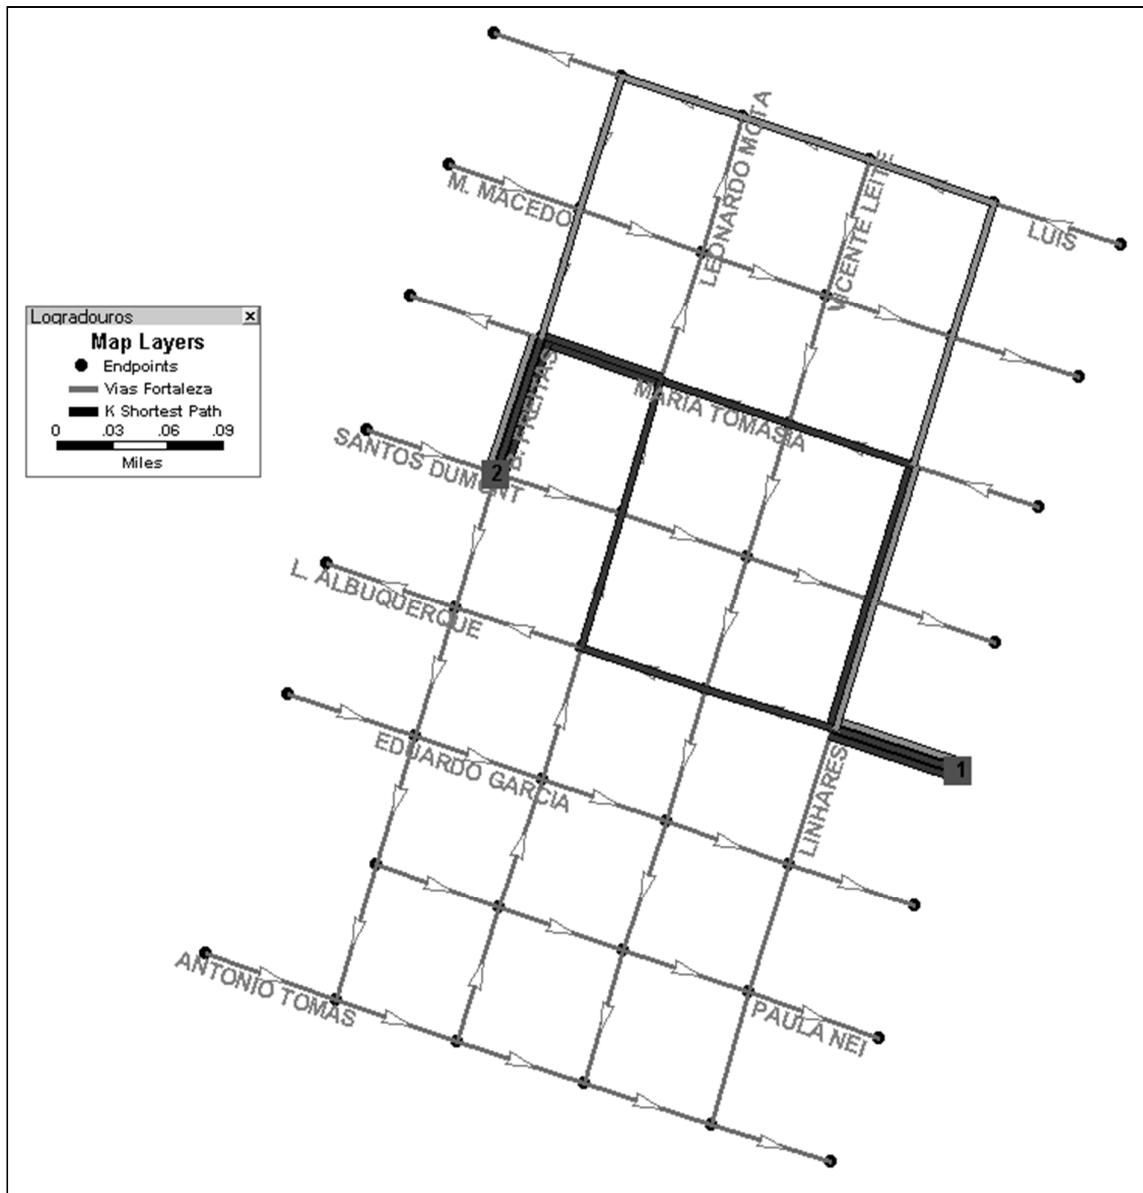 LEONARDO MOTA
VICENTE LEITE
M. MACEDO
LUIS
Logradouros
x
Map Layers
Endpoints
Vias Fortaleza
K Shortest Path
0 .03 .06 .09
Miles
B. FREITAS
MARIA TOMASIA
SANTOS DUMONT
2
L. ALBUQUERQUE
EDUARDO GARCIA
LINHARES
1
ANTONIO TOMAS
PAULA NEI